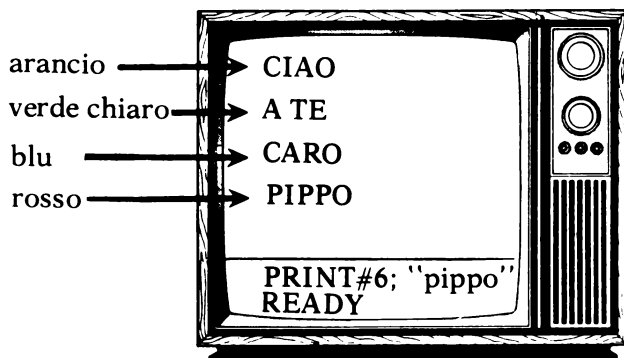 arancio CIAO
verde chiaro A TE
blu CARO
rosso PIPPO
PRINT#6; "pippo"
READY